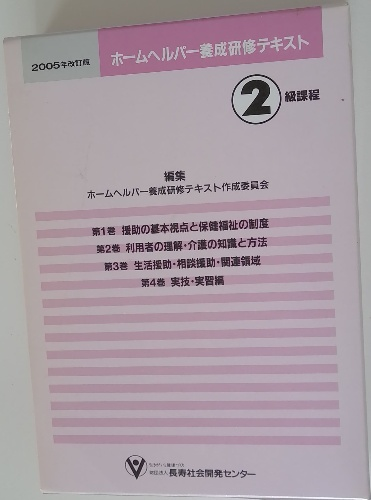 2005年改訂版
ホームヘルパー養成研修テキスト
2級課程
編集
ホームヘルパー養成研修テキスト作成委員会
第1巻 援助の基本視点と保健福祉の制度
第2巻 利用者の理解・介護の知識と方法
第3巻 生活援助・相談援助・関連領域
第4巻 実技・実習編
財団法人 長寿社会開発センター